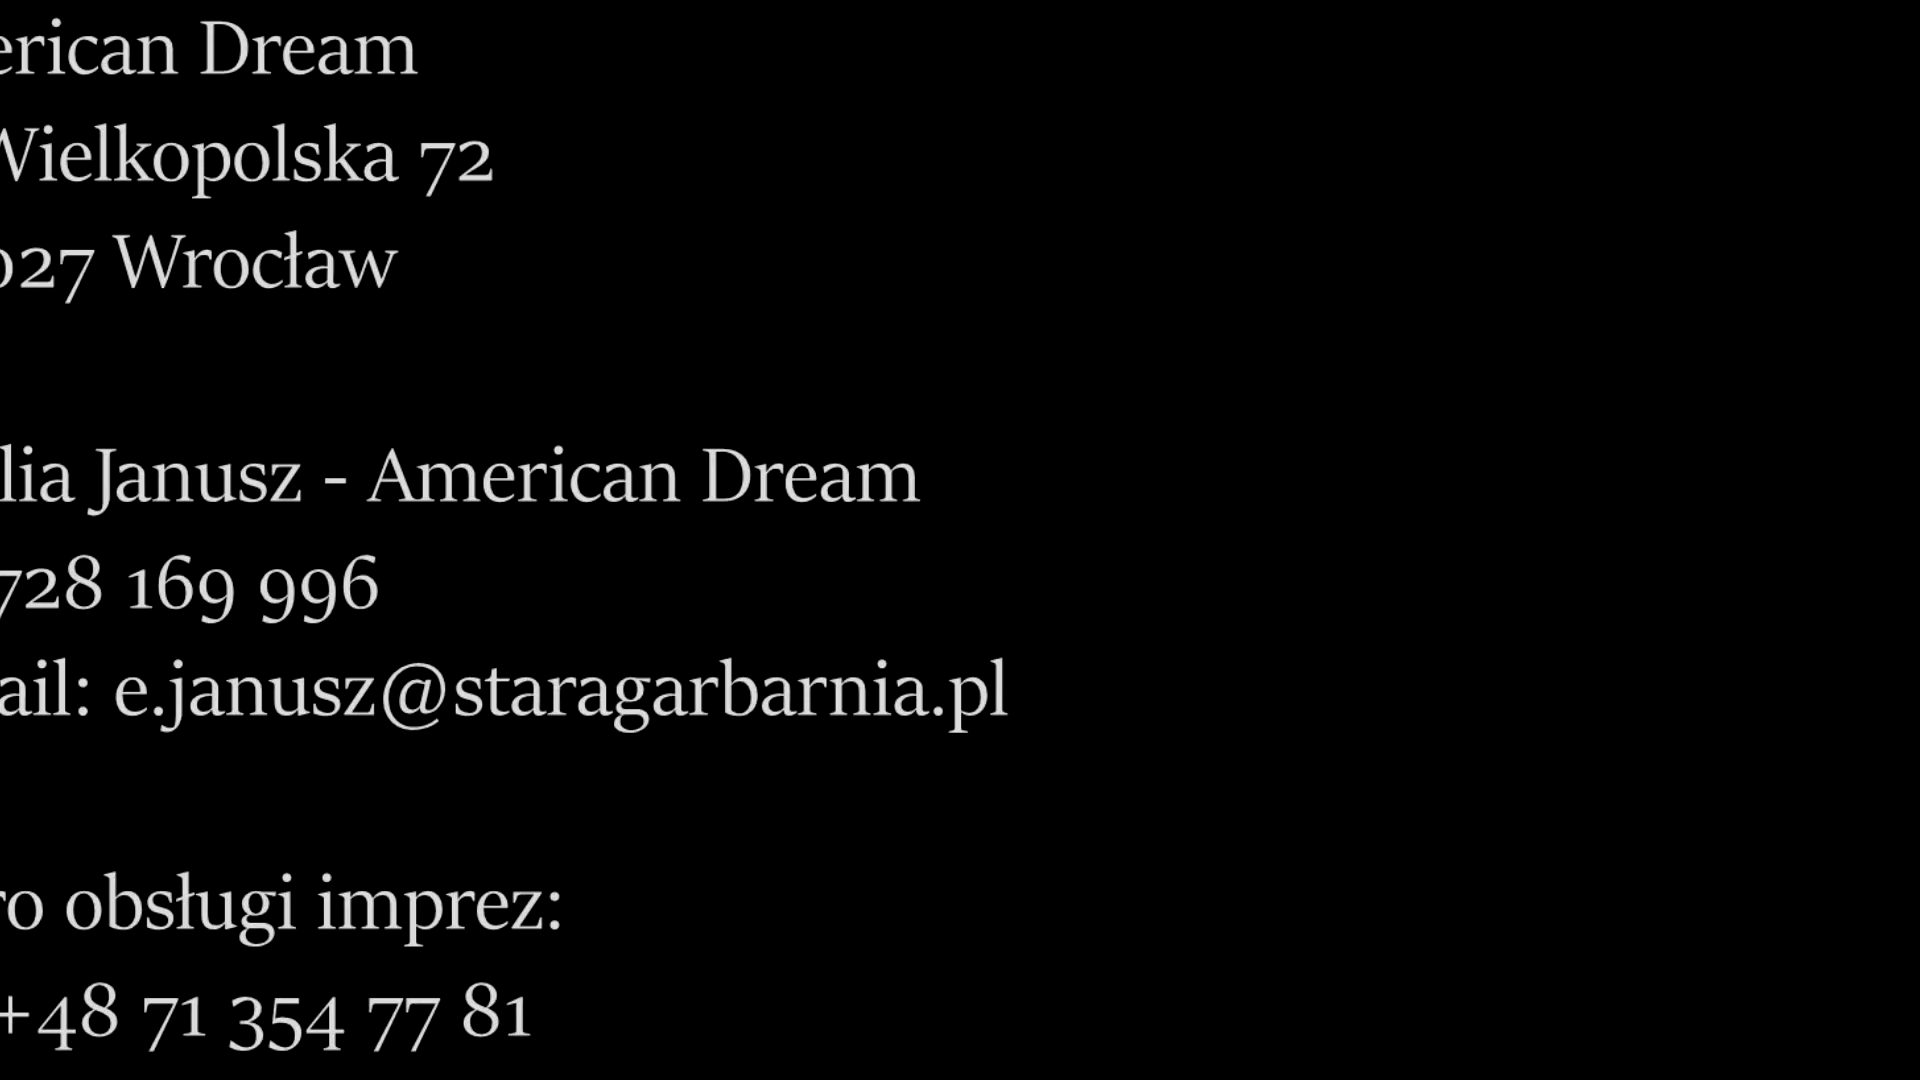 erican Dream
Wielkopolska 72
027 Wrocław
lia Janusz - American Dream
728 169 996
ail: e.janusz@staragarbarnia.pl
ro obsługi imprez:
+48 71 354 77 81